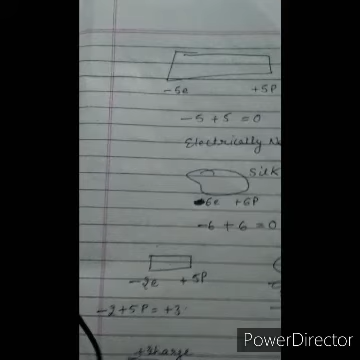 -5e +5P
-5 + 5 = 0
Electrically
Silk
-6e +6P
-6 + 6 = 0
-2e +5P
-2+5P = +3
+charge
PowerDirector